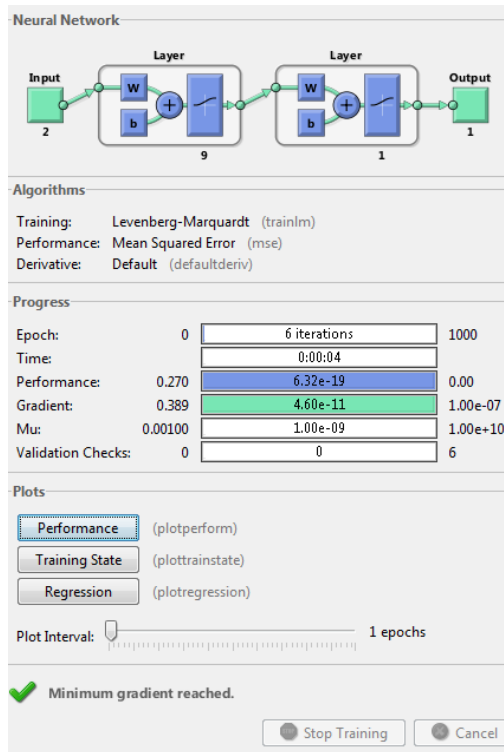 Neural Network
Layer Layer
Input Output
W W
b b
2 9 1 1
Algorithms
Training: Levenberg-Marquardt (trainlm)
Performance: Mean Squared Error (mse)
Derivative: Default (defaultderiv)
Progress
Epoch: 0 6 iterations 1000
Time: 0:00:04
Performance: 0.270 6.32e-19 0.00
Gradient: 0.389 4.60e-11 1.00e-07
Mu: 0.00100 1.00e-09 1.00e+10
Validation Checks: 0 0 6
Plots
Performance (plotperform)
Training State (plottrainstate)
Regression (plotregression)
Plot Interval: 1 epochs
Minimum gradient reached.
Stop Training Cancel